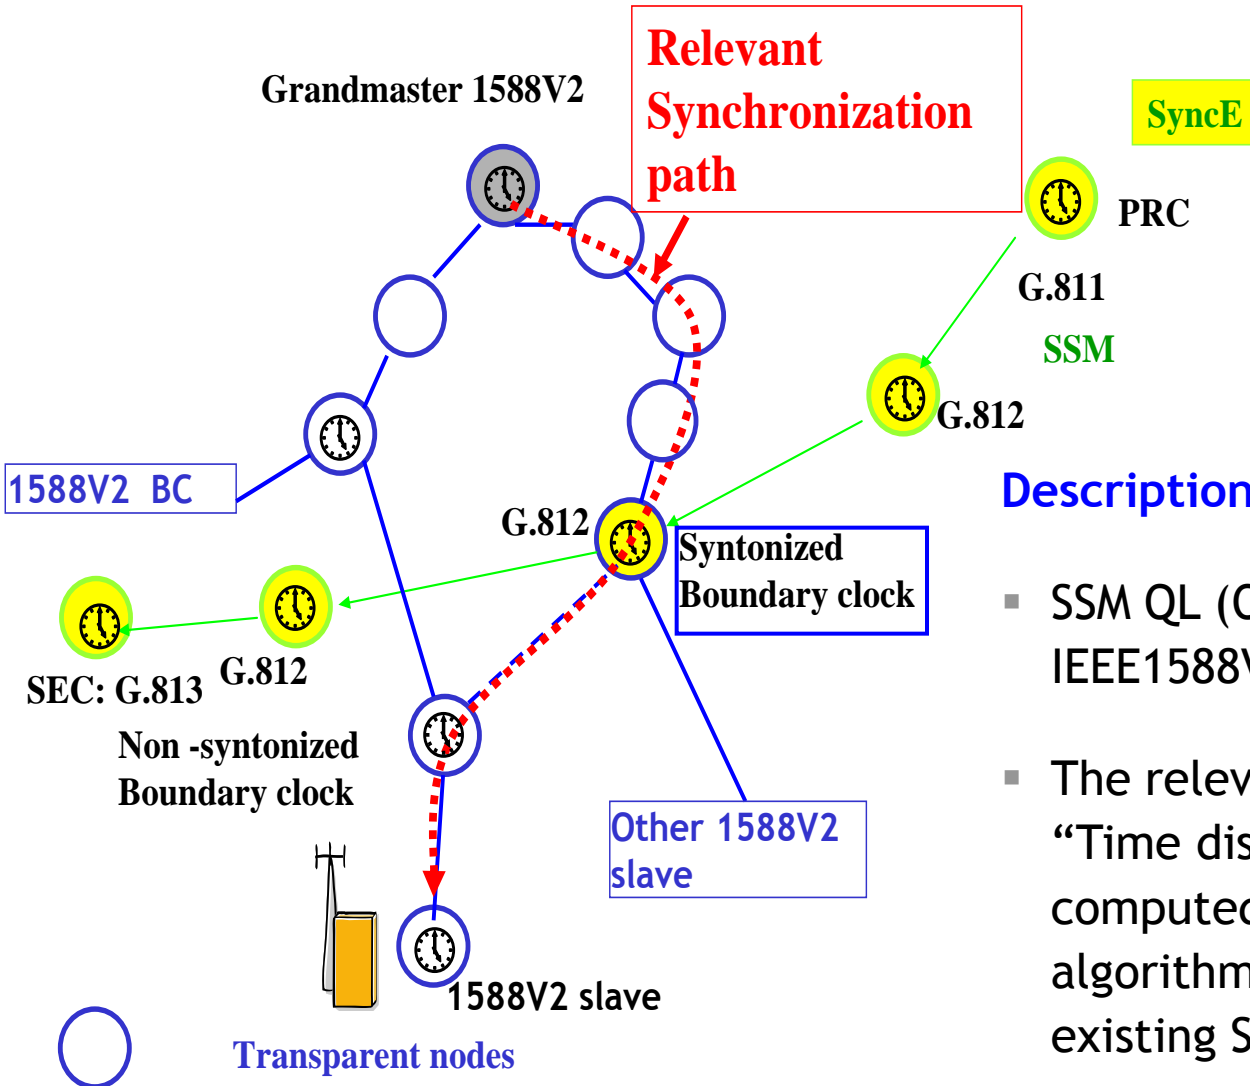 Grandmaster 1588V2
Relevant
Synchronization
path
SyncE
PRC
G.811
SSM
G.812
1588V2 BC
G.812
Syntonized
Boundary clock
SEC: G.813
G.812
Non -syntonized
Boundary clock
Other 1588V2
slave
1588V2 slave
Transparent nodes
Description
▪ SSM QL (
IEEE1588
▪ The relev
“Time dis
computed
algorithm
existing S